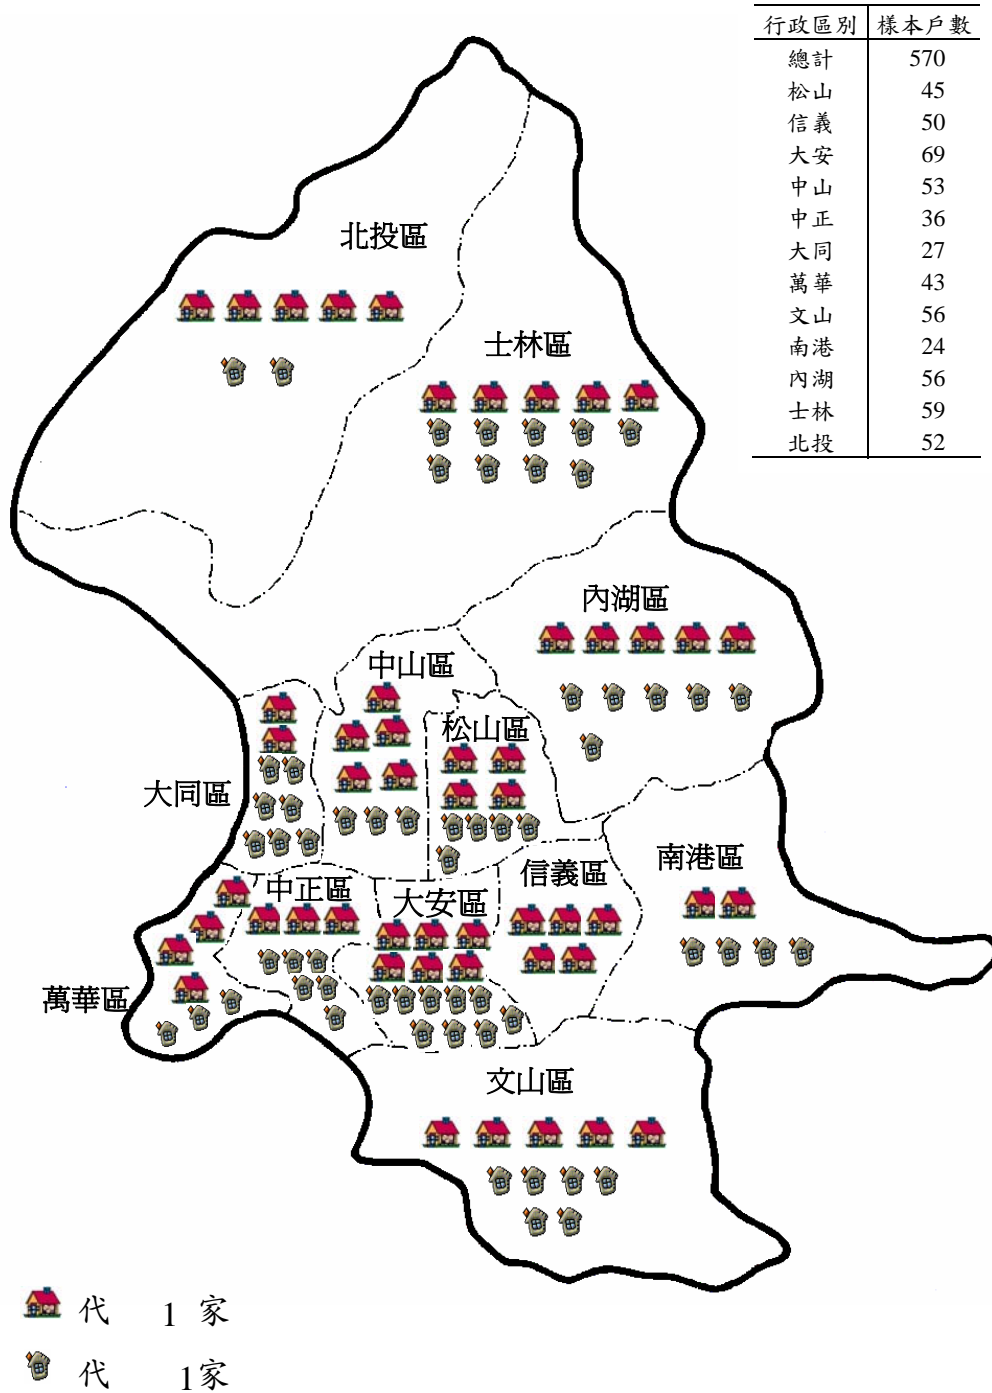 行政區別 樣本戶數
總計 570
松山 45
信義 50
大安 69
中山 53
中正 36
大同 27
萬華 43
文山 56
南港 24
內湖 56
士林 59
北投 52
北投區
士林區
內湖區
中山區
松山區
大同區
南港區
信義區
中正區
大安區
萬華區
文山區
代 1 家
代 1家